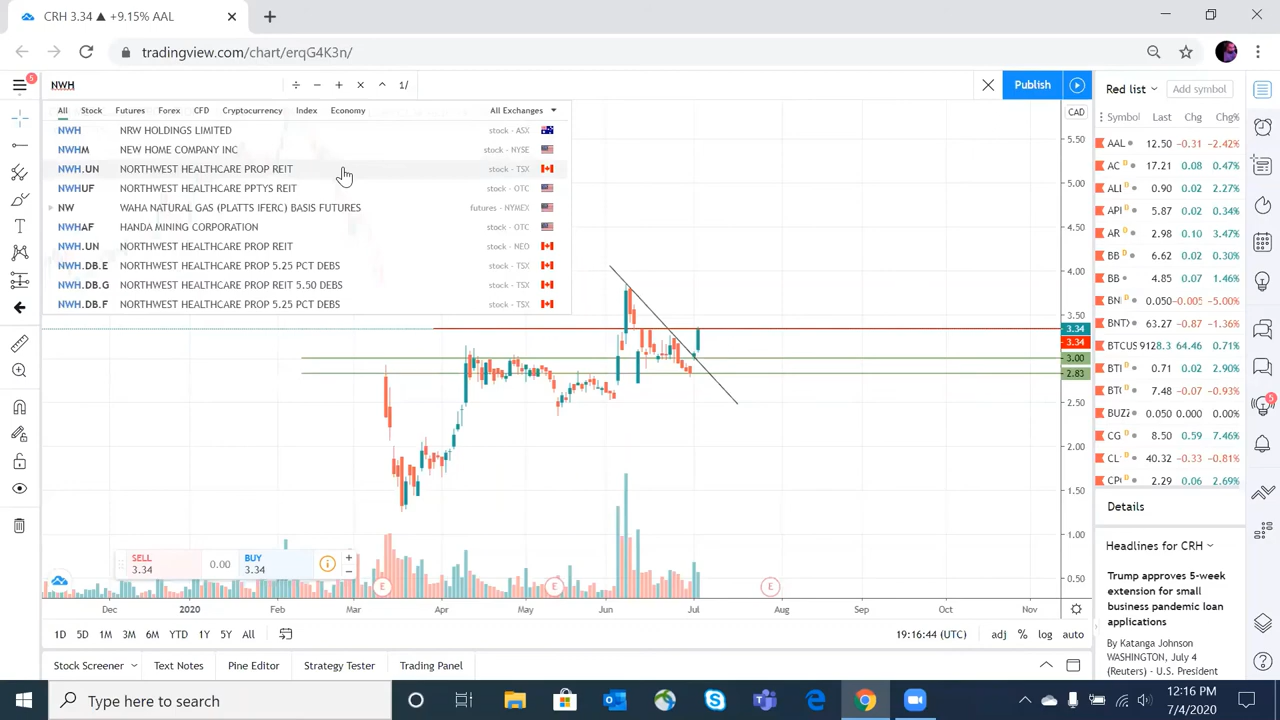 CRH 3.34 ▲ +9.15% AAL
tradingview.com/chart/erqG4K3n/
5
NWH
1/
Publish
Red list
Add symbol
All Stock Futures Forex CFD Cryptocurrency Index Economy All Exchanges
NWH NRW HOLDINGS LIMITED stock - ASX
NWHM NEW HOME COMPANY INC stock - NYSE
NWH.UN NORTHWEST HEALTHCARE PROP REIT stock - TSX
NWHUF NORTHWEST HEALTHCARE PPTYS REIT stock - OTC
NW WAHA NATURAL GAS (PLATTS IFERC) BASIS FUTURES futures - NYMEX
NWHAF HANDA MINING CORPORATION stock - OTC
NWH.UN NORTHWEST HEALTHCARE PROP REIT stock - NEO
NWH.DB.E NORTHWEST HEALTHCARE PROP 5.25 PCT DEBS stock - TSX
NWH.DB.G NORTHWEST HEALTHCARE PROP REIT 5.50 DEBS stock - TSX
NWH.DB.F NORTHWEST HEALTHCARE PROP 5.25 PCT DEBS stock - TSX
CAD
5.50
5.00
4.00
3.50
3.34
3.34
3.00
2.83
2.50
2.00
1.50
1.00
0.50
Symbol Last Chg Chg%
AAL 12.50 -0.31 -2.42%
AC D 17.21 0.08 0.47%
ALI D 0.90 0.02 2.27%
API D 5.87 0.02 0.34%
AR D 2.98 0.10 3.47%
BB D 6.62 0.02 0.30%
BB 4.85 0.07 1.46%
BN 0.050 -0.005 -5.00%
BNT 63.27 -0.87 -1.36%
BTCUS 9128.3 64.46 0.71%
BTI D 0.71 0.02 2.90%
BT 7.48 -0.07 -0.93%
BUZZ 0.050 0.000 0.00%
CG D 8.50 0.59 7.46%
CL 40.32 -0.33 -0.81%
CP D 2.29 0.06 2.69%
5
SELL
3.34
0.00
BUY
3.34
E E E
Dec 2020 Feb Mar Apr May Jun Jul Aug Sep Oct Nov
1D 5D 1M 3M 6M YTD 1Y 5Y All
19:16:44 (UTC) adj % log auto
Stock Screener Text Notes Pine Editor Strategy Tester Trading Panel
Details
Headlines for CRH
Trump approves 5-week
extension for small
business pandemic loan
applications
By Katanga Johnson
WASHINGTON, July 4
(Reuters) - U.S. President
Type here to search
12:16 PM
7/4/2020